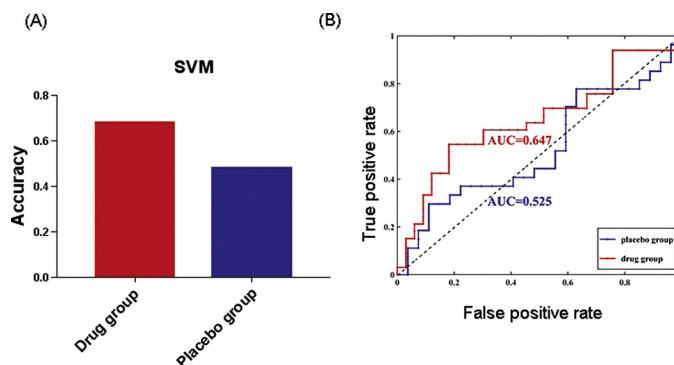 (A)
SVM
Accuracy
0.8
0.6
0.4
0.2
0.0
Drug group
Placebo group
(B)
True positive rate
1
0.8
0.6
0.4
0.2
0
AUC=0.647
AUC=0.525
placebo group
drug group
0
0.2
0.4
0.6
0.8
False positive rate